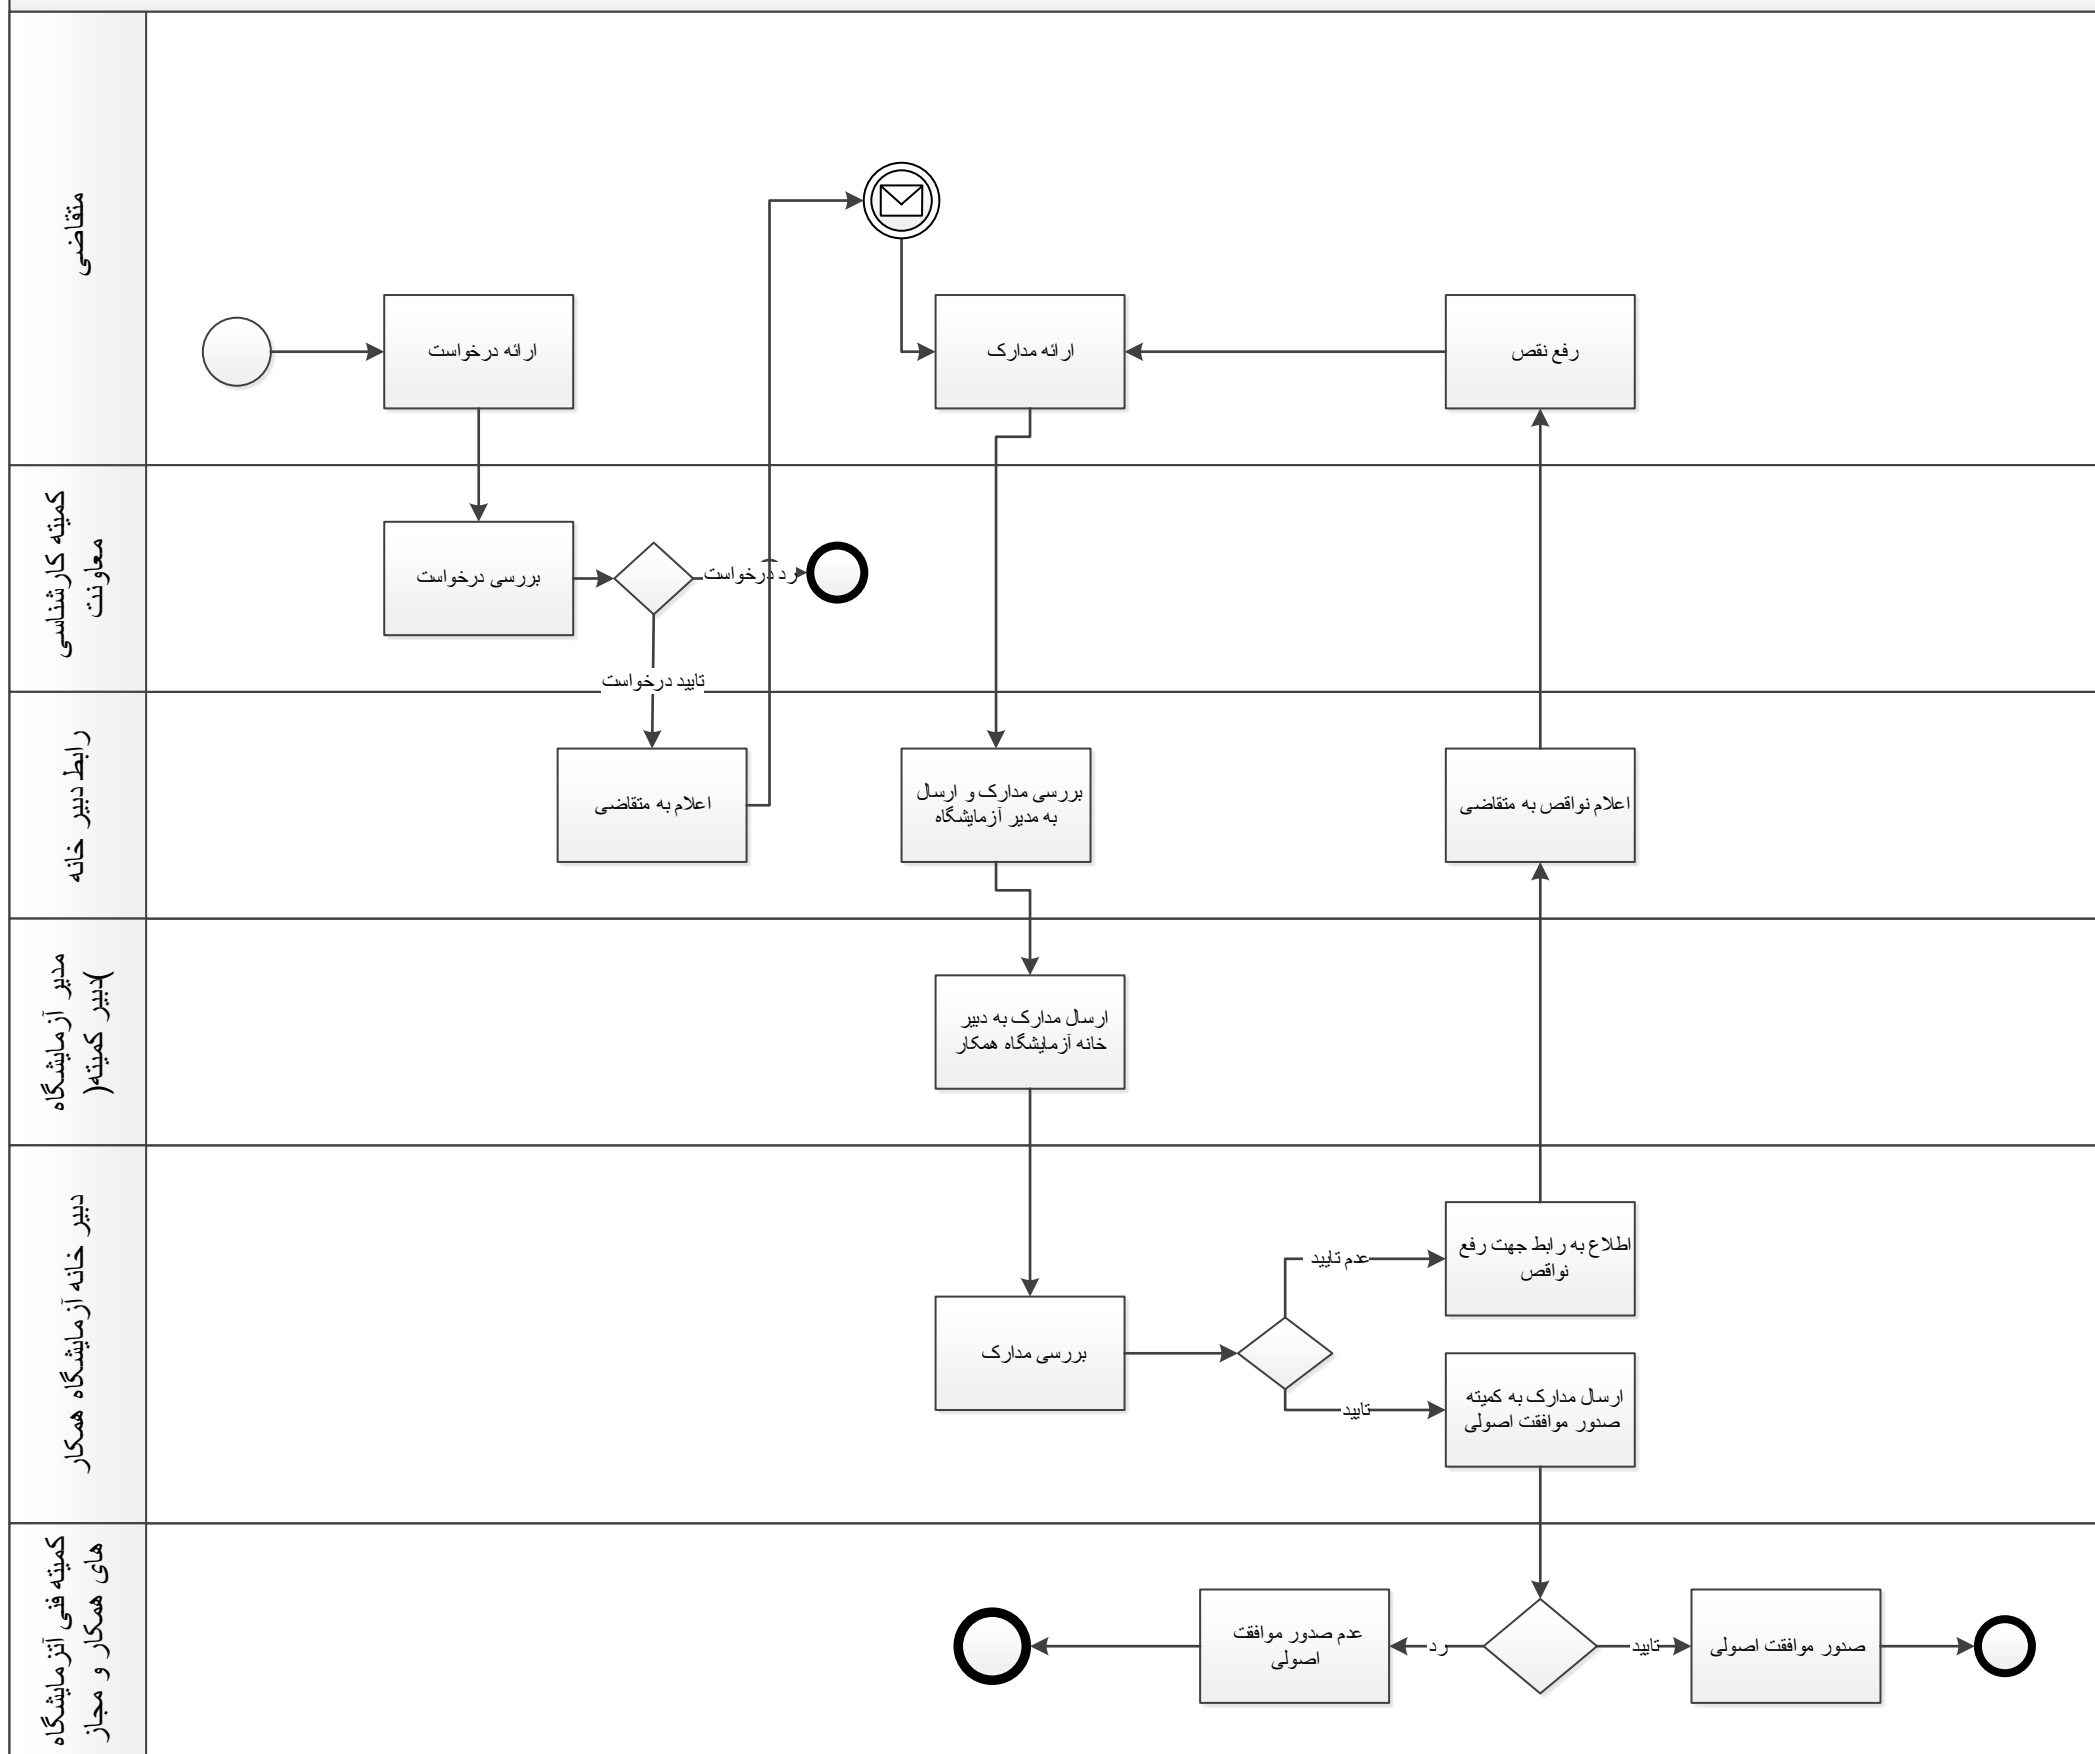 متقاضی
ارائه درخواست
ارائه مدارک
رفع نقص
کمیته کارشناسی
معاونت
بررسی درخواست
رد درخواست
تایید درخواست
رابط دبیر خانه
اعلام به متقاضی
بررسی مدارک و ارسال
به مدیر آزمایشگاه
اعلام نواقص به متقاضی
مدیر آزمایشگاه
)دبیر کمیته(
ارسال مدارک به دبیر
خانه آزمایشگاه همکار
دبیر خانه آزمایشگاه همکار
بررسی مدارک
عدم تایید
اطلاع به رابط جهت رفع
نواقص
تایید
ارسال مدارک به کمیته
صدور موافقت اصولی
کمیته فنی آتزمایشگاه
های همکار و مجاز
عدم صدور موافقت
اصولی
رد
تایید
صدور موافقت اصولی